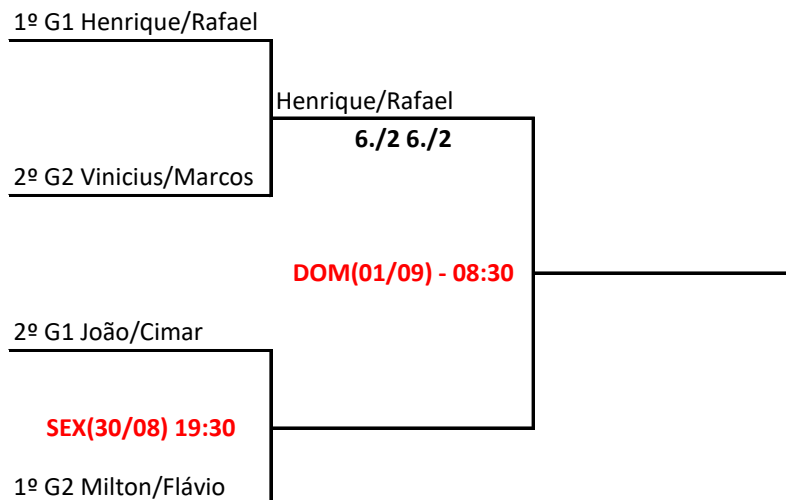 1º G1 Henrique/Rafael
Henrique/Rafael
6./2 6./2
2º G2 Vinicius/Marcos
DOM(01/09) - 08:30
2º G1 João/Cimar
SEX(30/08) 19:30
1º G2 Milton/Flávio